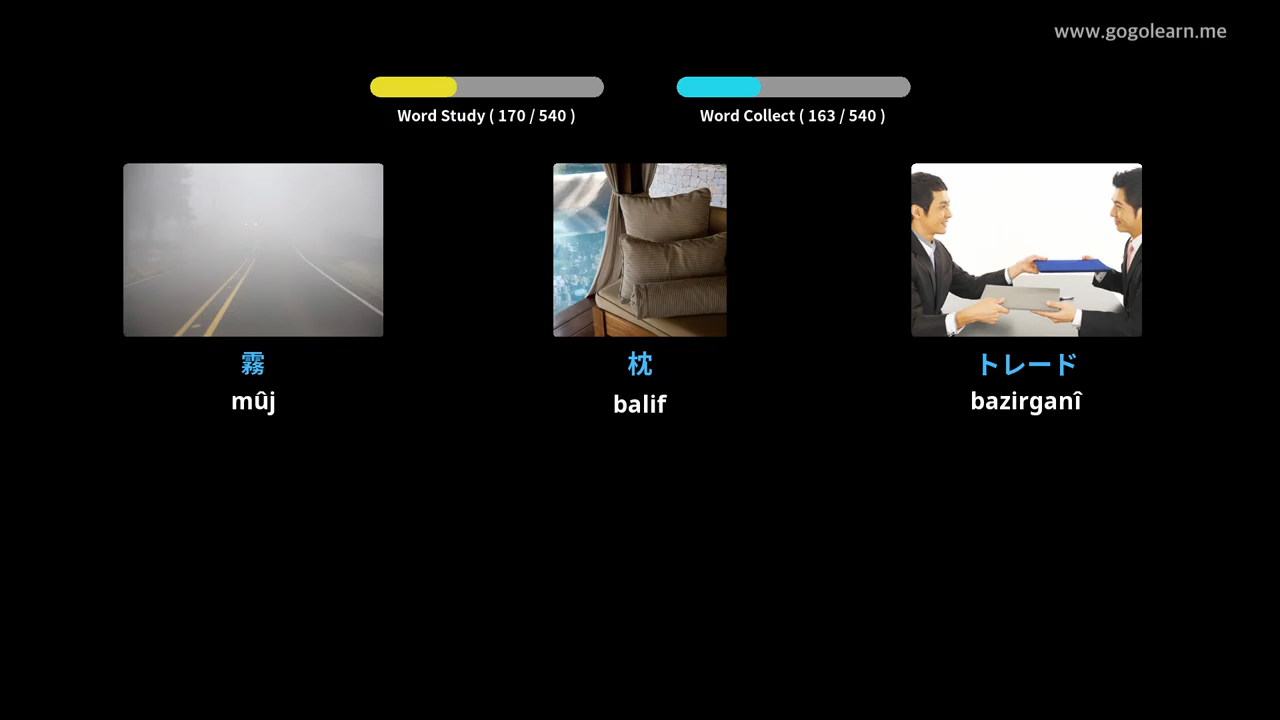 www.gogolearn.me
Word Study ( 170 / 540 )
Word Collect ( 163 / 540 )
霧
mûj
枕
balif
トレード
bazirganî